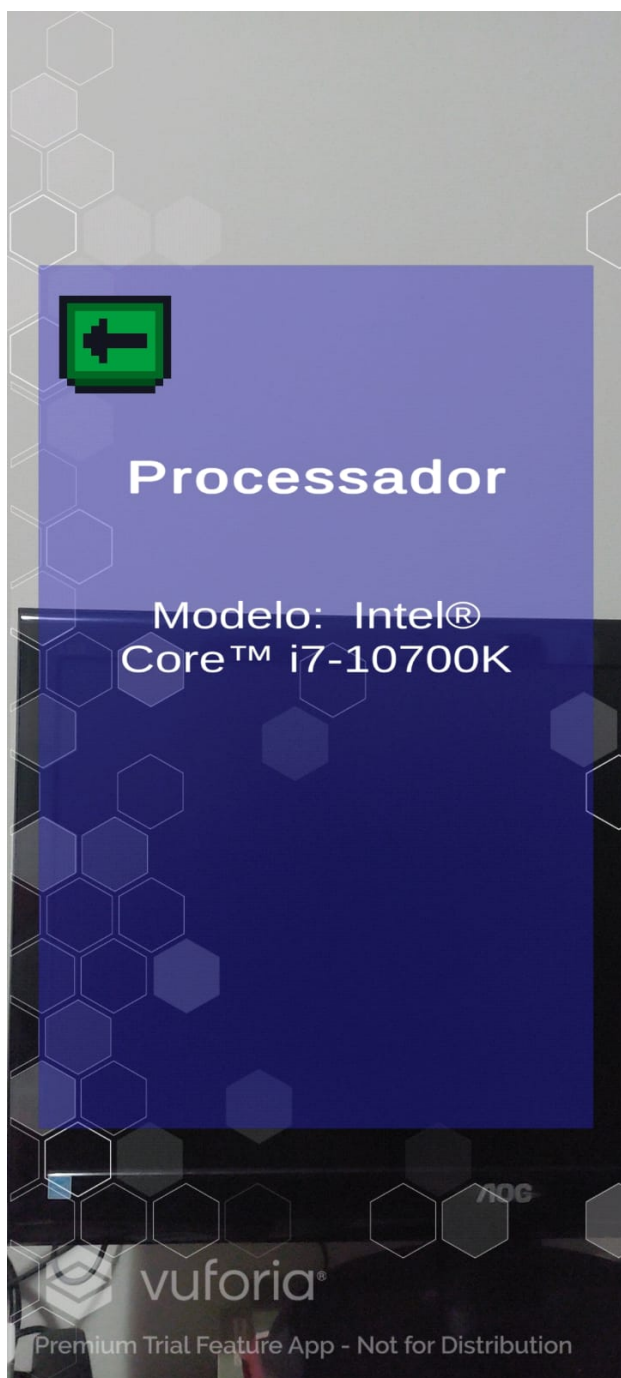 Processador
Modelo: Intel®
Core™ i7-10700K
AOC
vuforia®
Premium Trial Feature App - Not for Distribution